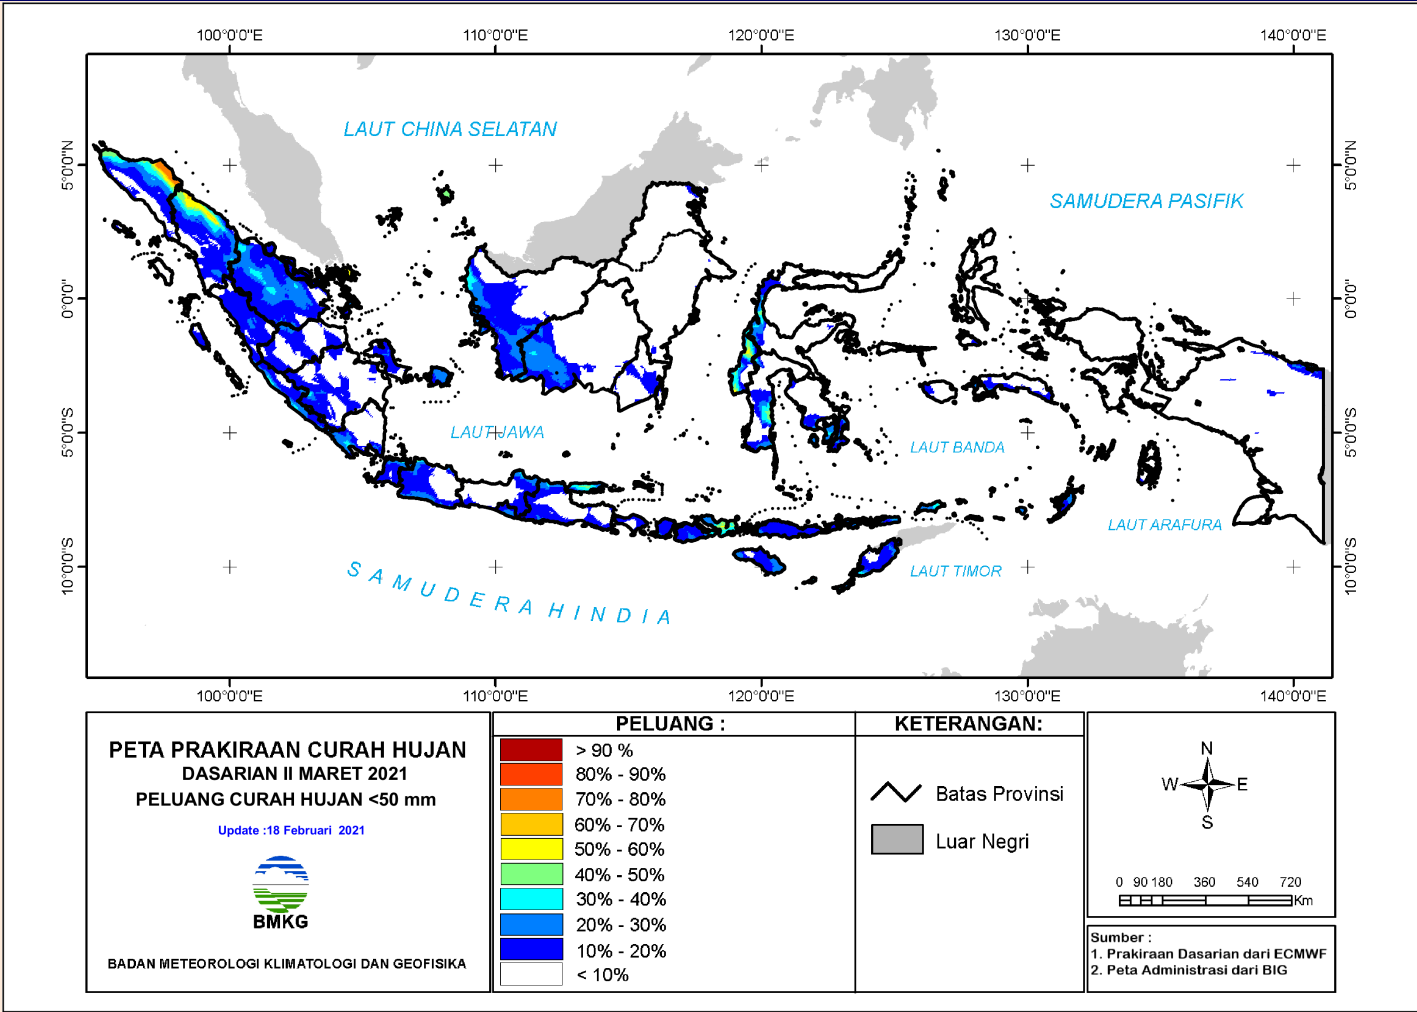 100°0'0"E 110°0'0"E 120°0'0"E 130°0'0"E 140°0'0"E
5°0'0"N
0°0'0"
5°0'0"S
10°0'0"S
LAUT CHINA SELATAN
SAMUDERA PASIFIK
LAUT JAWA
LAUT BANDA
LAUT ARAFURA
LAUT TIMOR
SAMUDERA HINDIA
5°0'0"N
0°0'0"
5°0'0"S
10°0'0"S
100°0'0"E 110°0'0"E 120°0'0"E 130°0'0"E 140°0'0"E
PETA PRAKIRAAN CURAH HUJAN
DASARIAN II MARET 2021
PELUANG CURAH HUJAN <50 mm
Update :18 Februari 2021
BMKG
BADAN METEOROLOGI KLIMATOLOGI DAN GEOFISIKA
PELUANG :
> 90 %
80% - 90%
70% - 80%
60% - 70%
50% - 60%
40% - 50%
30% - 40%
20% - 30%
10% - 20%
< 10%
KETERANGAN:
Batas Provinsi
Luar Negri
N
W E
S
0 90 180 360 540 720
Km
Sumber :
1. Prakiraan Dasarian dari ECMWF
2. Peta Administrasi dari BIG